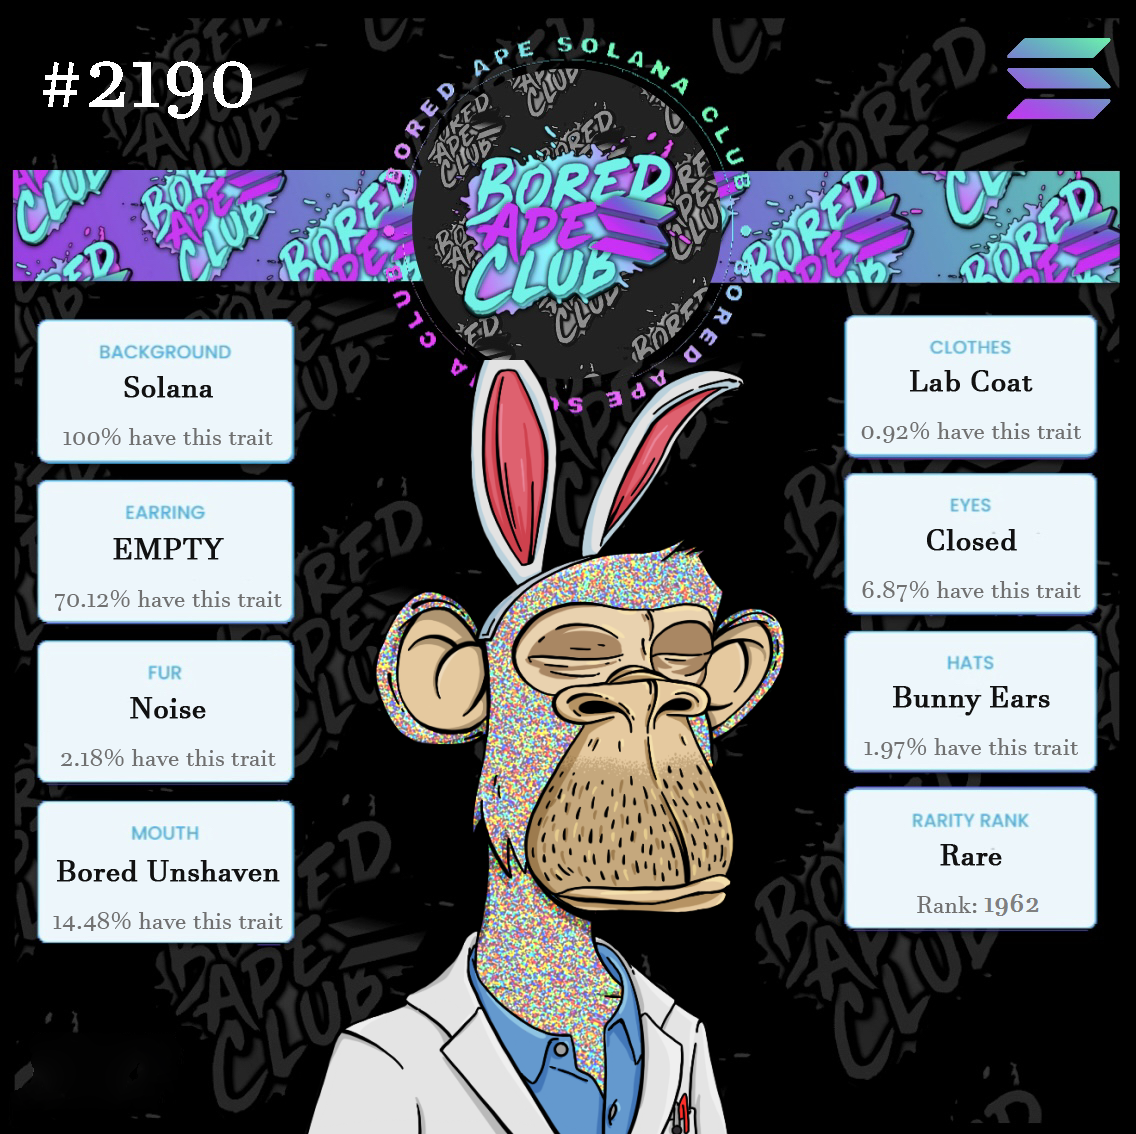 #2190
BORED APE SOLANA CLUB
BORED
APE
CLUB
BACKGROUND
Solana
100% have this trait
EARRING
EMPTY
70.12% have this trait
FUR
Noise
2.18% have this trait
MOUTH
Bored Unshaven
14.48% have this trait
CLOTHES
Lab Coat
0.92% have this trait
EYES
Closed
6.87% have this trait
HATS
Bunny Ears
1.97% have this trait
RARITY RANK
Rare
Rank: 1962